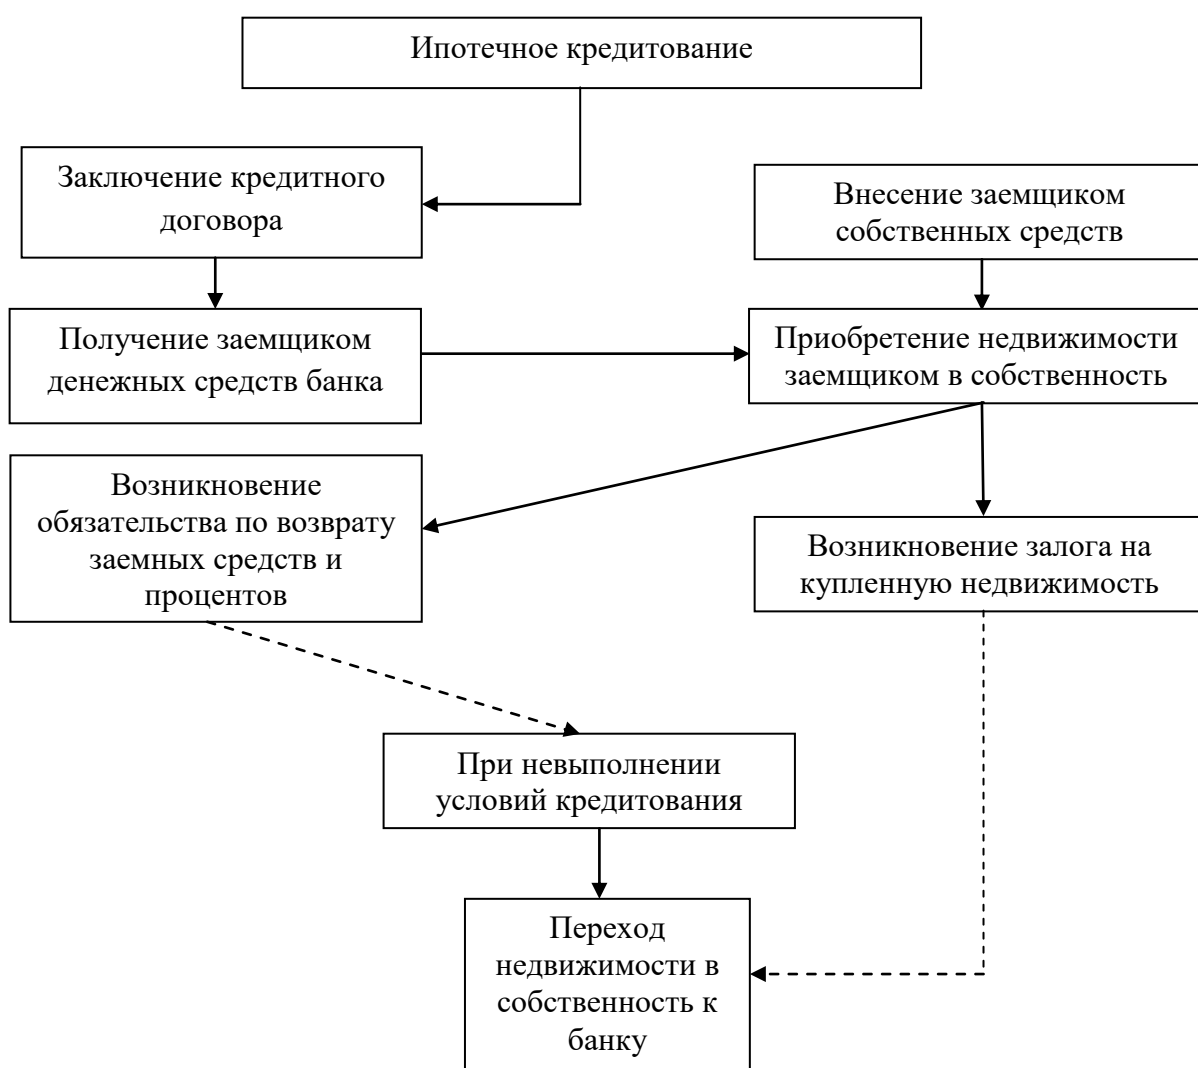 Ипотечное кредитование
Заключение кредитного
договора
Внесение заемщиком
собственных средств
Получение заемщиком
денежных средств банка
Приобретение недвижимости
заемщиком в собственность
Возникновение
обязательства по возврату
заемных средств и
процентов
Возникновение залога на
купленную недвижимость
При невыполнении
условий кредитования
Переход
недвижимости в
собственность к
банку